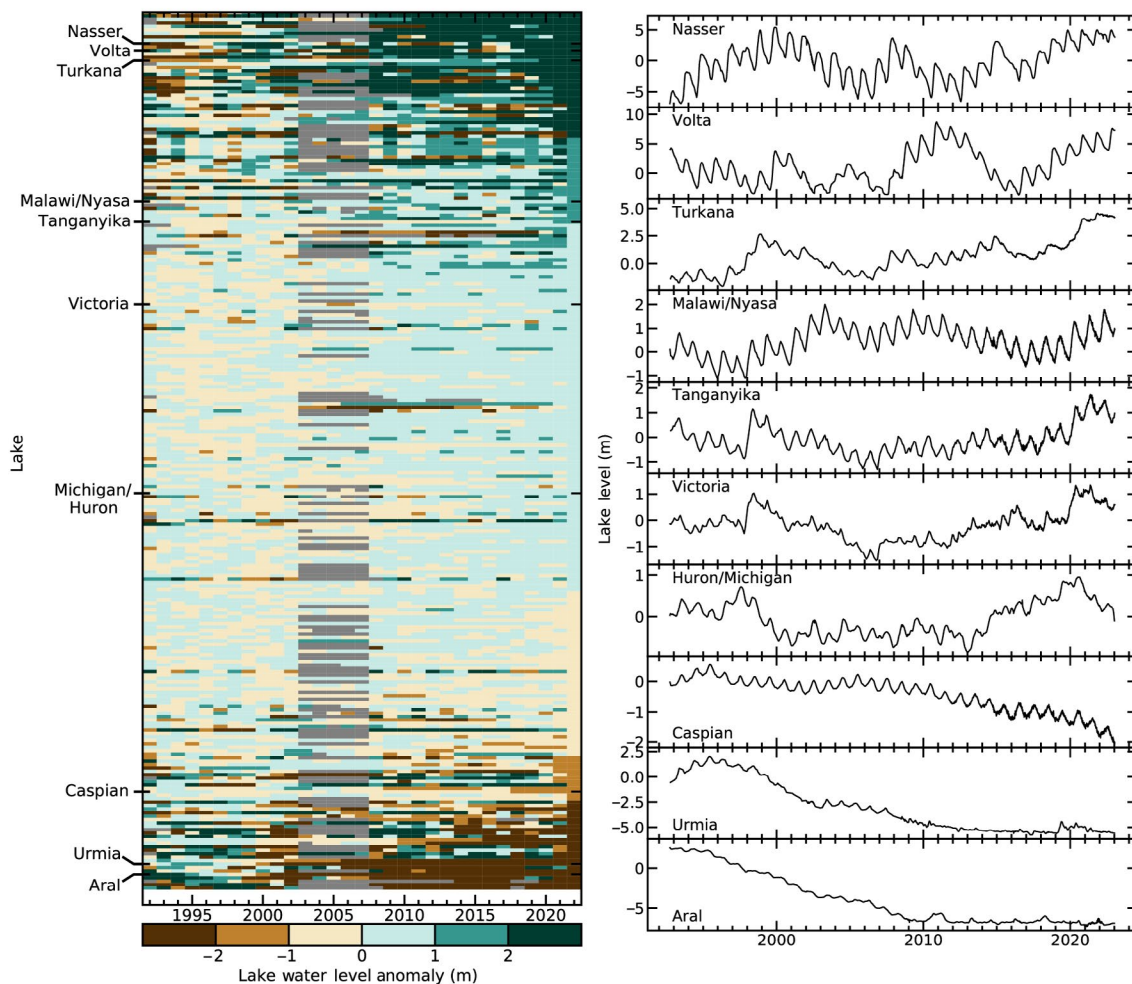 Nasser
Volta
Turkana
Malawi/Nyasa
Tanganyika
Victoria
Lake
Michigan/
Huron
Caspian
Urmia
Aral
1995 2000 2005 2010 2015 2020
−2 −1 0 1 2
Lake water level anomaly (m)
Nasser
5
0
−5
10
Volta
5
0
5.0
Turkana
2.5
0.0
Malawi/Nyasa
2
1
0
−1
2
Tanganyika
1
0
−1
Victoria
1
0
−1
Lake level (m)
Huron/Michigan
1
0
0
−1
Caspian
−2
2.5
0.0
−2.5
Urmia
−5.0
0
−5
Aral
2000 2010 2020